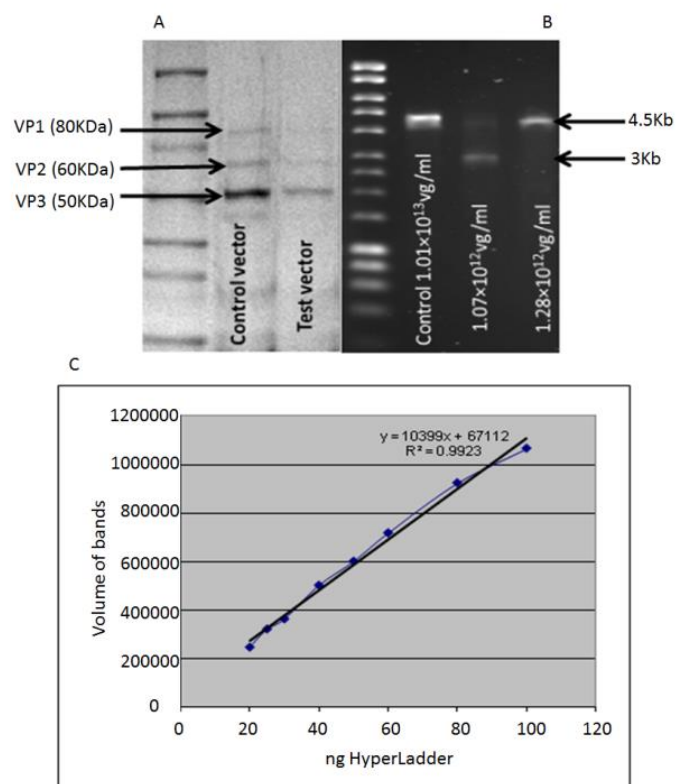 A
B
VP1 (80KDa)
VP2 (60KDa)
VP3 (50KDa)
Control vector
Test vector
Control 1.01×10¹³vg/ml
1.07×10¹²vg/ml
1.28×10¹²vg/ml
4.5Kb
3Kb
C
1200000
1000000
800000
600000
400000
200000
0
y = 10399x + 67112
R² = 0.9923
Volume of bands
0 20 40 60 80 100 120
ng HyperLadder